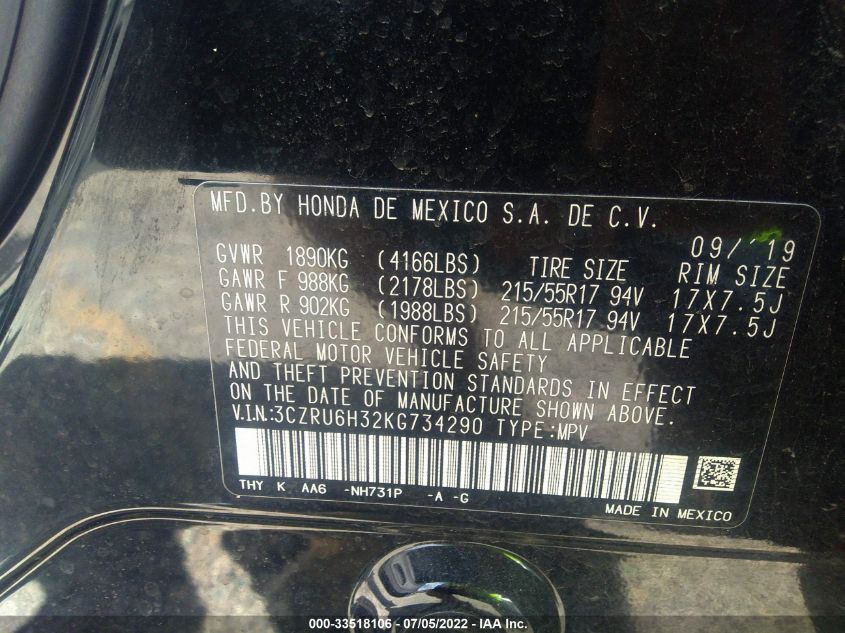 MFD.BY HONDA DE MEXICO S.A. DE C.V.
09/'19
GVWR 1890KG (4166LBS) TIRE SIZE RIM SIZE
GAWR F 988KG (2178LBS) 215/55R17 94V 17X7.5J
GAWR R 902KG (1988LBS) 215/55R17 94V 17X7.5J
THIS VEHICLE CONFORMS TO ALL APPLICABLE
FEDERAL MOTOR VEHICLE SAFETY
AND THEFT PREVENTION STANDARDS IN EFFECT
ON THE DATE OF MANUFACTURE SHOWN ABOVE.
V.I.N:3CZRU6H32KG734290 TYPE:MPV
THY K AA6 -NH731P -A -G
MADE IN MEXICO
000-33518106 - 07/05/2022 - IAA Inc.